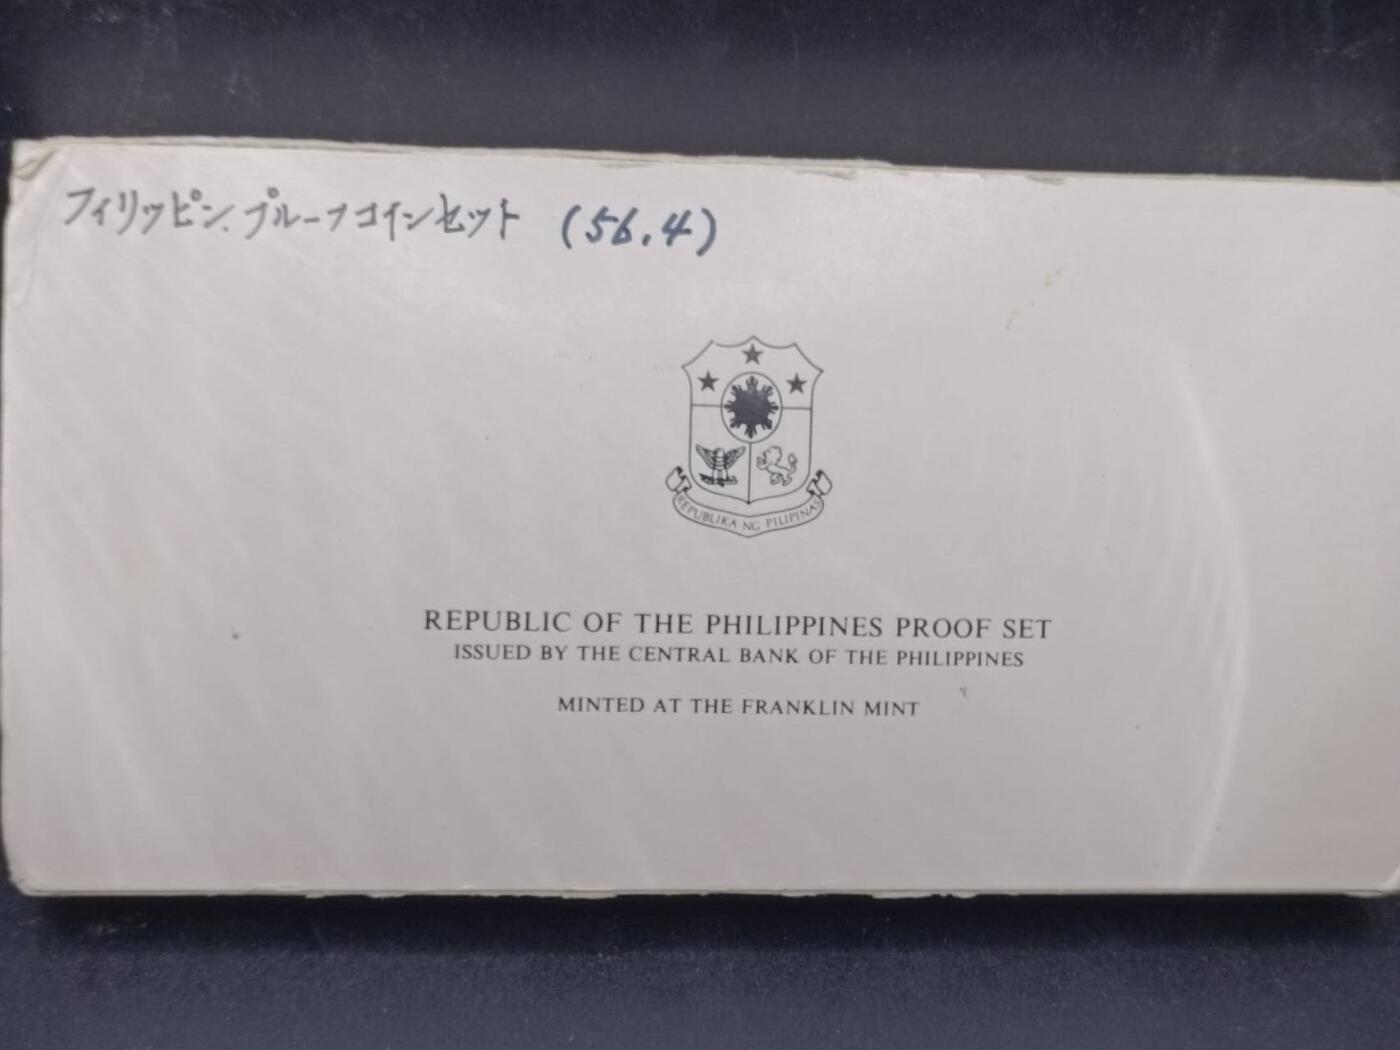 フィリッピン.プルーフコインセット (56.4)
REPUBLIKA NG PILIPINAS
REPUBLIC OF THE PHILIPPINES PROOF SET
ISSUED BY THE CENTRAL BANK OF THE PHILIPPINES
MINTED AT THE FRANKLIN MINT